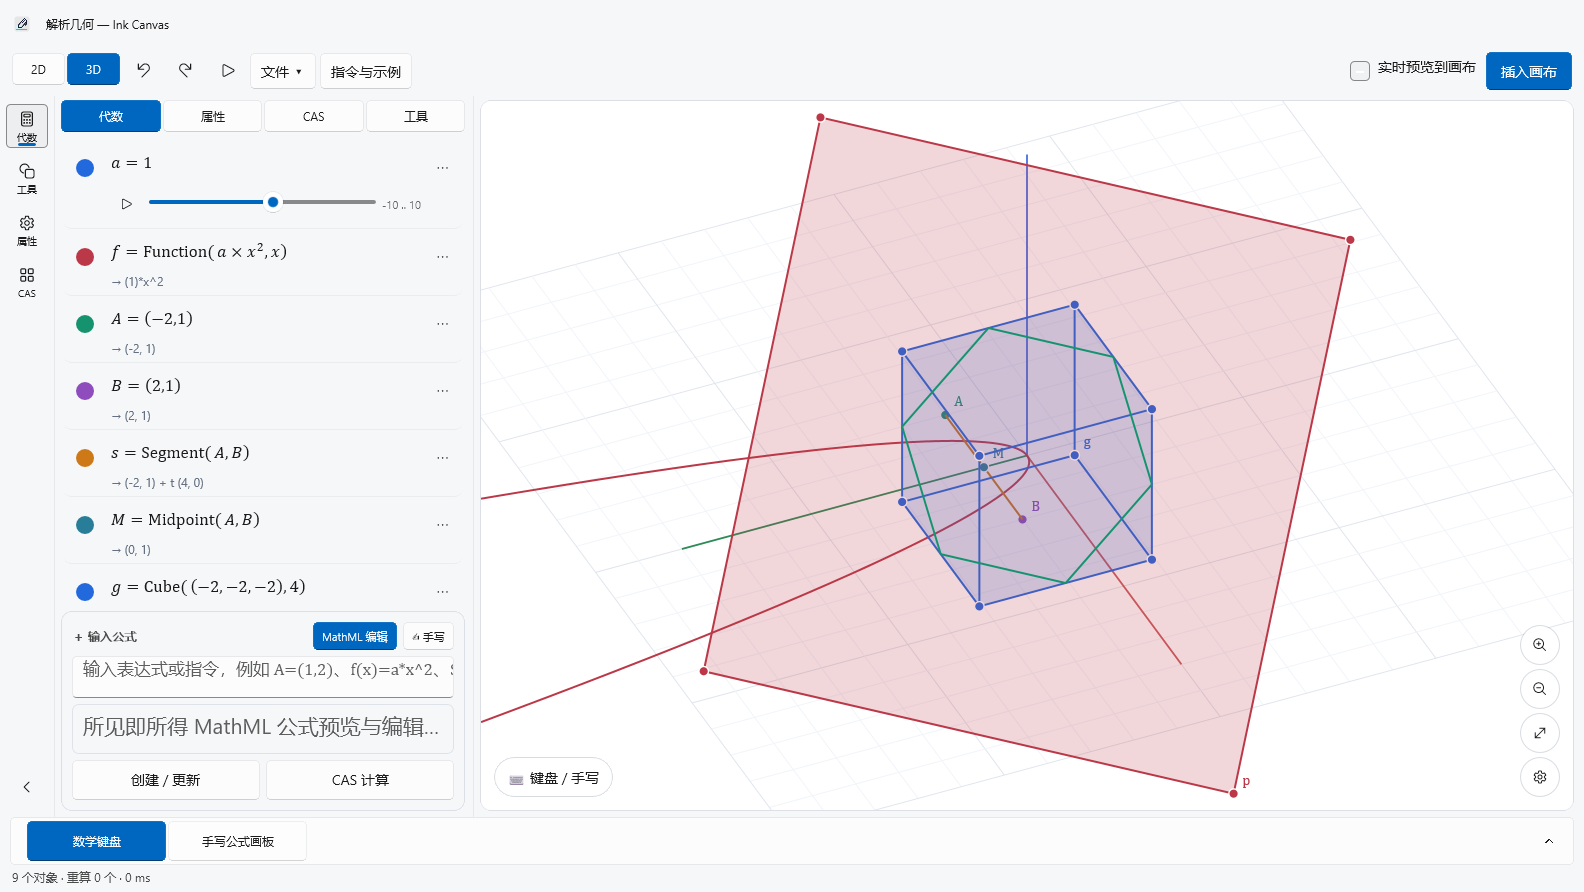 解析几何 — Ink Canvas
2D
3D
文件 ▾
指令与示例
实时预览到画布
插入画布
代数
工具
属性
CAS
代数
属性
CAS
工具
a = 1
...
-10 .. 10
f = Function( a × x², x)
...
→ (1)*x^2
A = (−2,1)
...
→ (-2, 1)
B = (2,1)
...
→ (2, 1)
s = Segment( A, B)
...
→ (-2, 1) + t (4, 0)
M = Midpoint( A, B)
...
→ (0, 1)
g = Cube( (−2, −2, −2), 4)
...
+ 输入公式
MathML 编辑
手写
输入表达式或指令，例如 A=(1,2)、f(x)=a*x^2、
所见即所得 MathML 公式预览与编辑...
创建 / 更新
CAS 计算
A
g
M
B
p
键盘 / 手写
数学键盘
手写公式画板
9 个对象 · 重算 0 个 · 0 ms